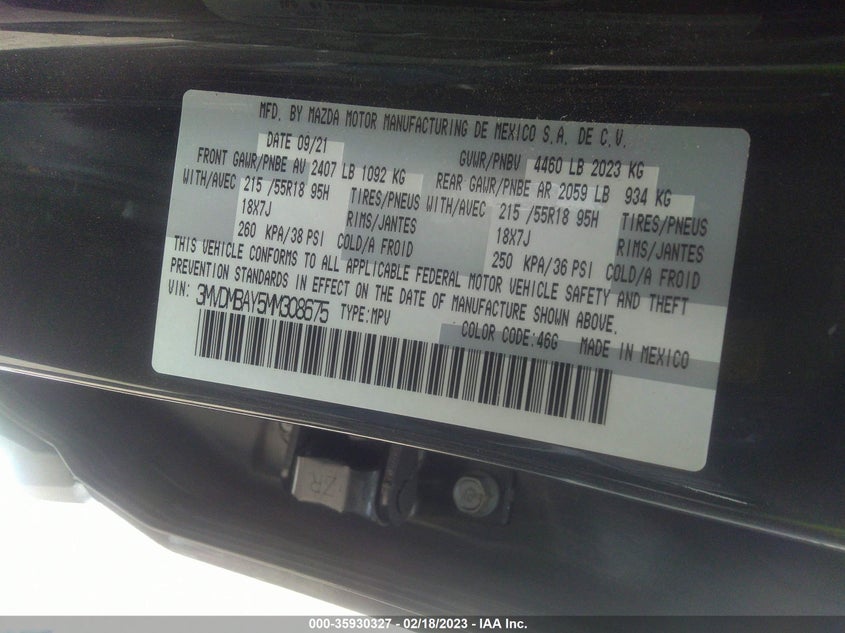 MFD. BY MAZDA MOTOR MANUFACTURING DE MEXICO S.A. DE C.V.
DATE 09/21 GVWR/PNBV 4460 LB 2023 KG
FRONT GAWR/PNBE AV 2407 LB 1092 KG REAR GAWR/PNBE AR 2059 LB 934 KG
WITH/AVEC 215 /55R18 95H TIRES/PNEUS WITH/AVEC 215 /55R18 95H TIRES/PNEUS
18X7J RIMS/JANTES 18X7J RIMS/JANTES
260 KPA/38 PSI COLD/A FROID 250 KPA/36 PSI COLD/A FROID
THIS VEHICLE CONFORMS TO ALL APPLICABLE FEDERAL MOTOR VEHICLE SAFETY AND THEFT
PREVENTION STANDARDS IN EFFECT ON THE DATE OF MANUFACTURE SHOWN ABOVE.
VIN: 3MVDMBAY5MM308675 TYPE:MPV
COLOR CODE:46G MADE IN MEXICO
ZR
000-35930327 - 02/18/2023 - IAA Inc.